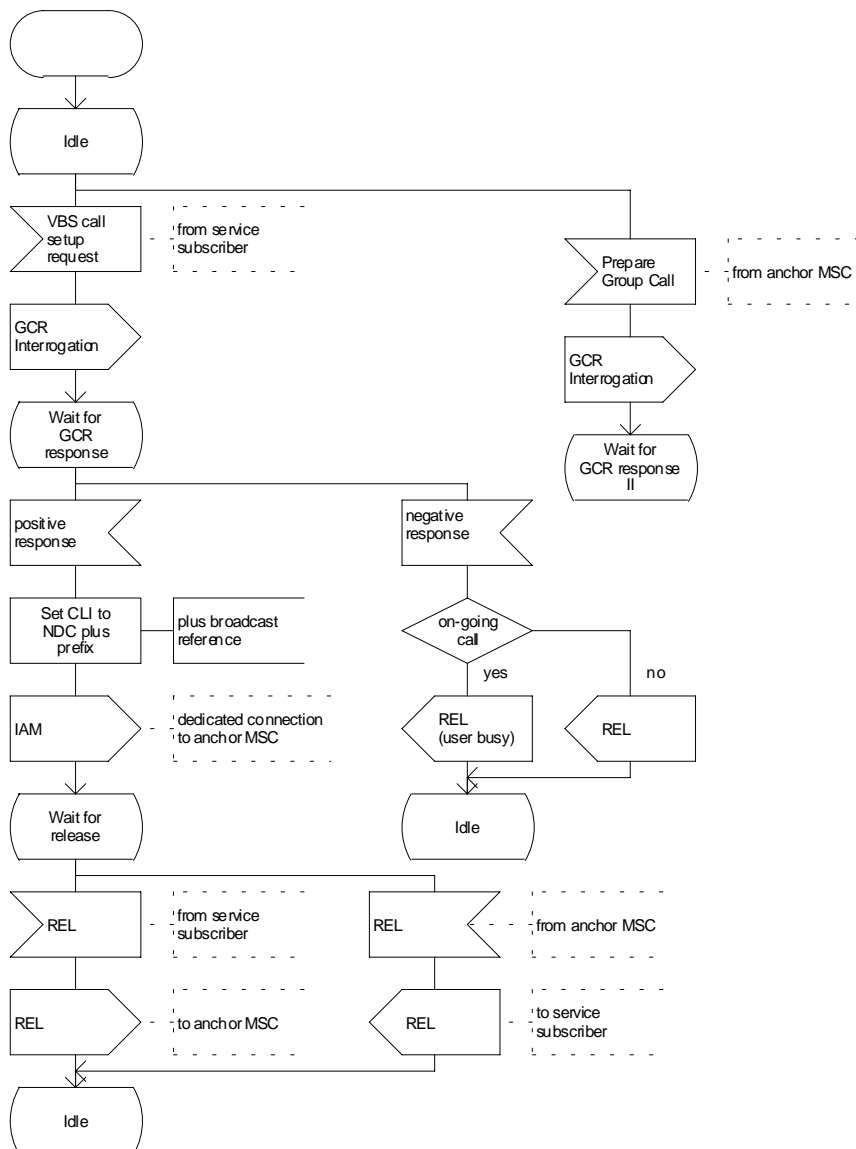 Idle
VBS call
setup
request
from service
subscriber
Prepare
Group Call
from anchor MSC
GCR
Interrogation
GCR
Interrogation
Wait for
GCR
response
Wait for
GCR response
II
positive
response
negative
response
Set CLI to
NDC plus
prefix
plus broadcast
reference
on-going
call
yes
no
IAM
dedicated connection
to anchor MSC
REL
(user busy)
REL
Wait for
release
Idle
REL
from service
subscriber
REL
from anchor MSC
REL
to anchor MSC
REL
to service
subscriber
Idle